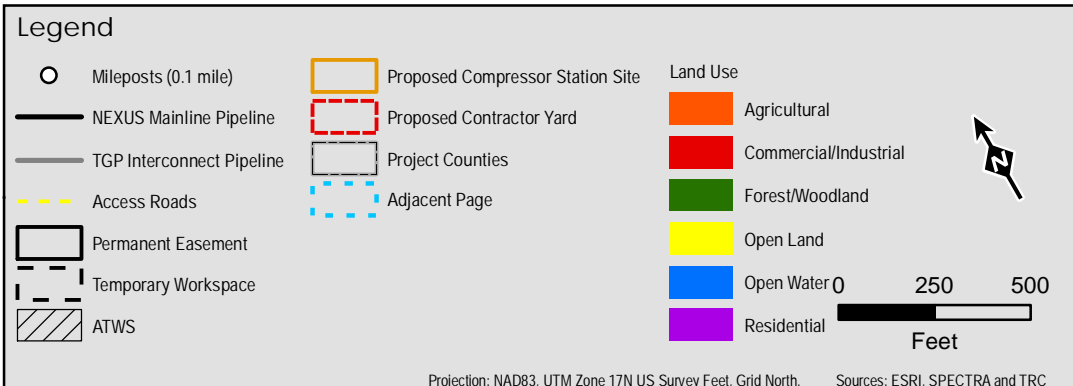 Legend
Mileposts (0.1 mile)
NEXUS Mainline Pipeline
TGP Interconnect Pipeline
Access Roads
Permanent Easement
Temporary Workspace
ATWS
Proposed Compressor Station Site
Proposed Contractor Yard
Project Counties
Adjacent Page
Land Use
Agricultural
Commercial/Industrial
Forest/Woodland
Open Land
Open Water
Residential
N
0 250 500
Feet
Projection: NAD83, UTM Zone 17N US Survey Feet, Grid North. Sources: ESRI, SPECTRA and TRC